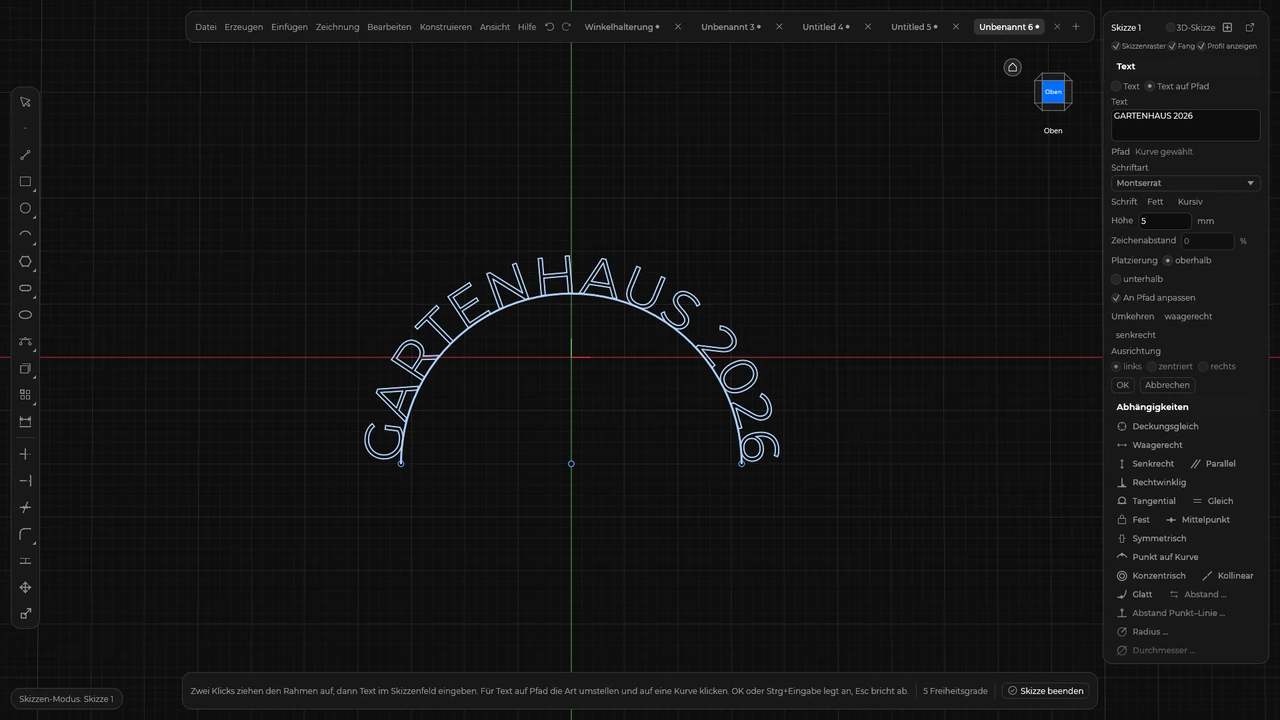 Datei Erzeugen Einfügen Zeichnung Bearbeiten Konstruieren Ansicht Hilfe Winkelhalterung Unbenannt 3 Untitled 4 Untitled 5 Unbenannt 6
Oben
Oben
GARTENHAUS 2026
Skizze 1 3D-Skizze
Skizzenraster Fang Profil anzeigen
Text
Text Text auf Pfad
Text
GARTENHAUS 2026
Pfad Kurve gewählt
Schriftart
Montserrat
Schrift Fett Kursiv
Höhe 5 mm
Zeichenabstand 0 %
Platzierung oberhalb
unterhalb
An Pfad anpassen
Umkehren waagerecht
senkrecht
Ausrichtung
links zentriert rechts
OK Abbrechen
Abhängigkeiten
Deckungsgleich
Waagerecht
Senkrecht Parallel
Rechtwinklig
Tangential Gleich
Fest Mittelpunkt
Symmetrisch
Punkt auf Kurve
Konzentrisch Kollinear
Glatt Abstand ...
Abstand Punkt–Linie ...
Radius ...
Durchmesser ...
Skizzen-Modus: Skizze 1
Zwei Klicks ziehen den Rahmen auf, dann Text im Skizzenfeld eingeben. Für Text auf Pfad die Art umstellen und auf eine Kurve klicken. OK oder Strg+Eingabe legt an, Esc bricht ab. 5 Freiheitsgrade Skizze beenden